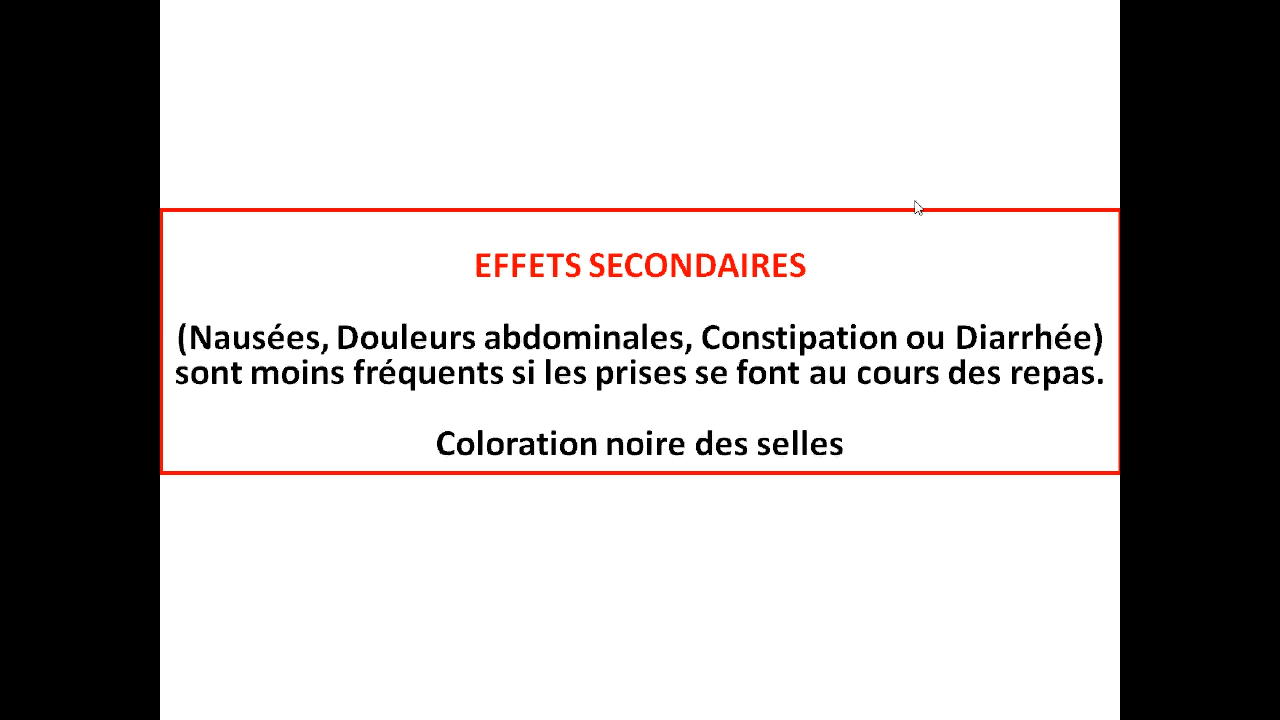 EFFETS SECONDAIRES
(Nausées, Douleurs abdominales, Constipation ou Diarrhée)
sont moins fréquents si les prises se font au cours des repas.
Coloration noire des selles